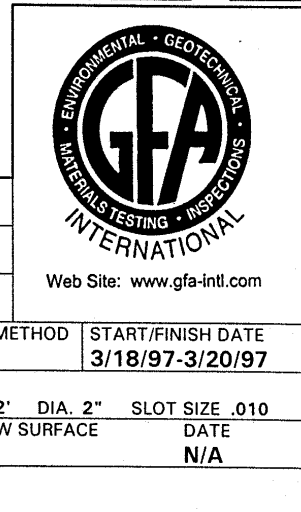 ENVIRONMENTAL • GEOTECHNICAL •
MATERIALS TESTING • INSPECTIONS
GFA
INTERNATIONAL
Web Site: www.gfa-intl.com
METHOD START/FINISH DATE
3/18/97-3/20/97
2' DIA. 2" SLOT SIZE .010
W SURFACE DATE
N/A